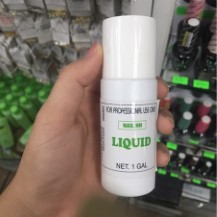 FOR PROFESSIONAL USE ONLY
LIQUID
NET. 1 GAL